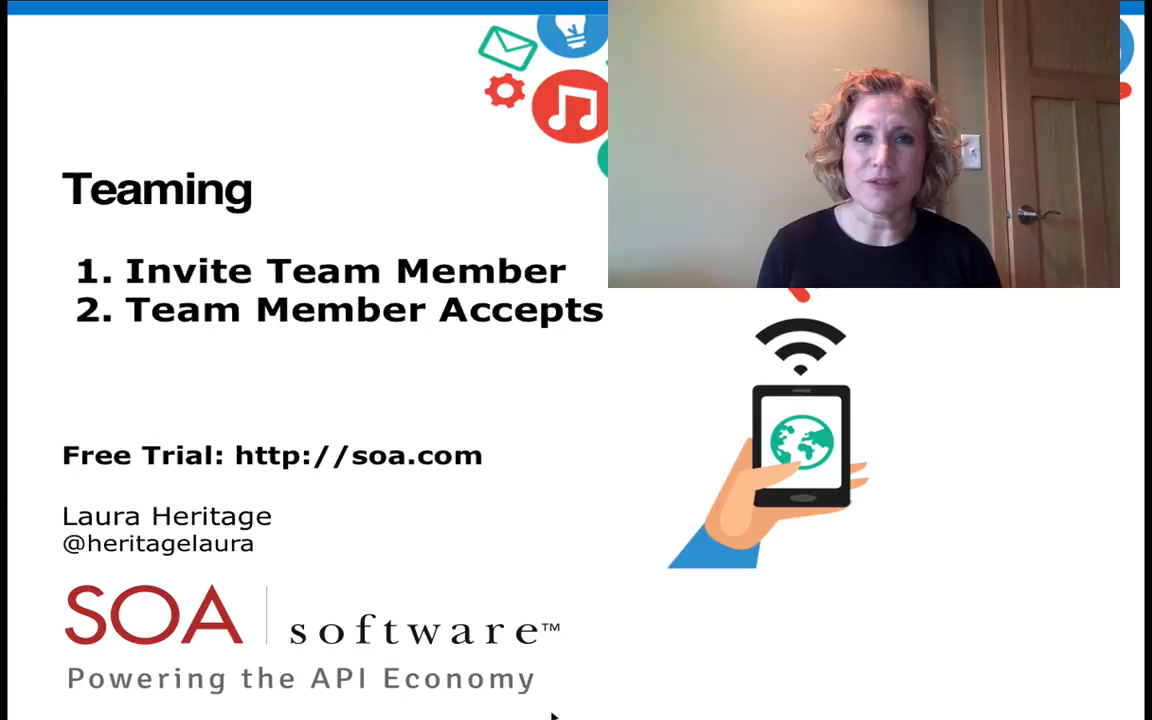 Teaming
1. Invite Team Member
2. Team Member Accepts
Free Trial: http://soa.com
Laura Heritage
@heritagelaura
SOA software™
Powering the API Economy